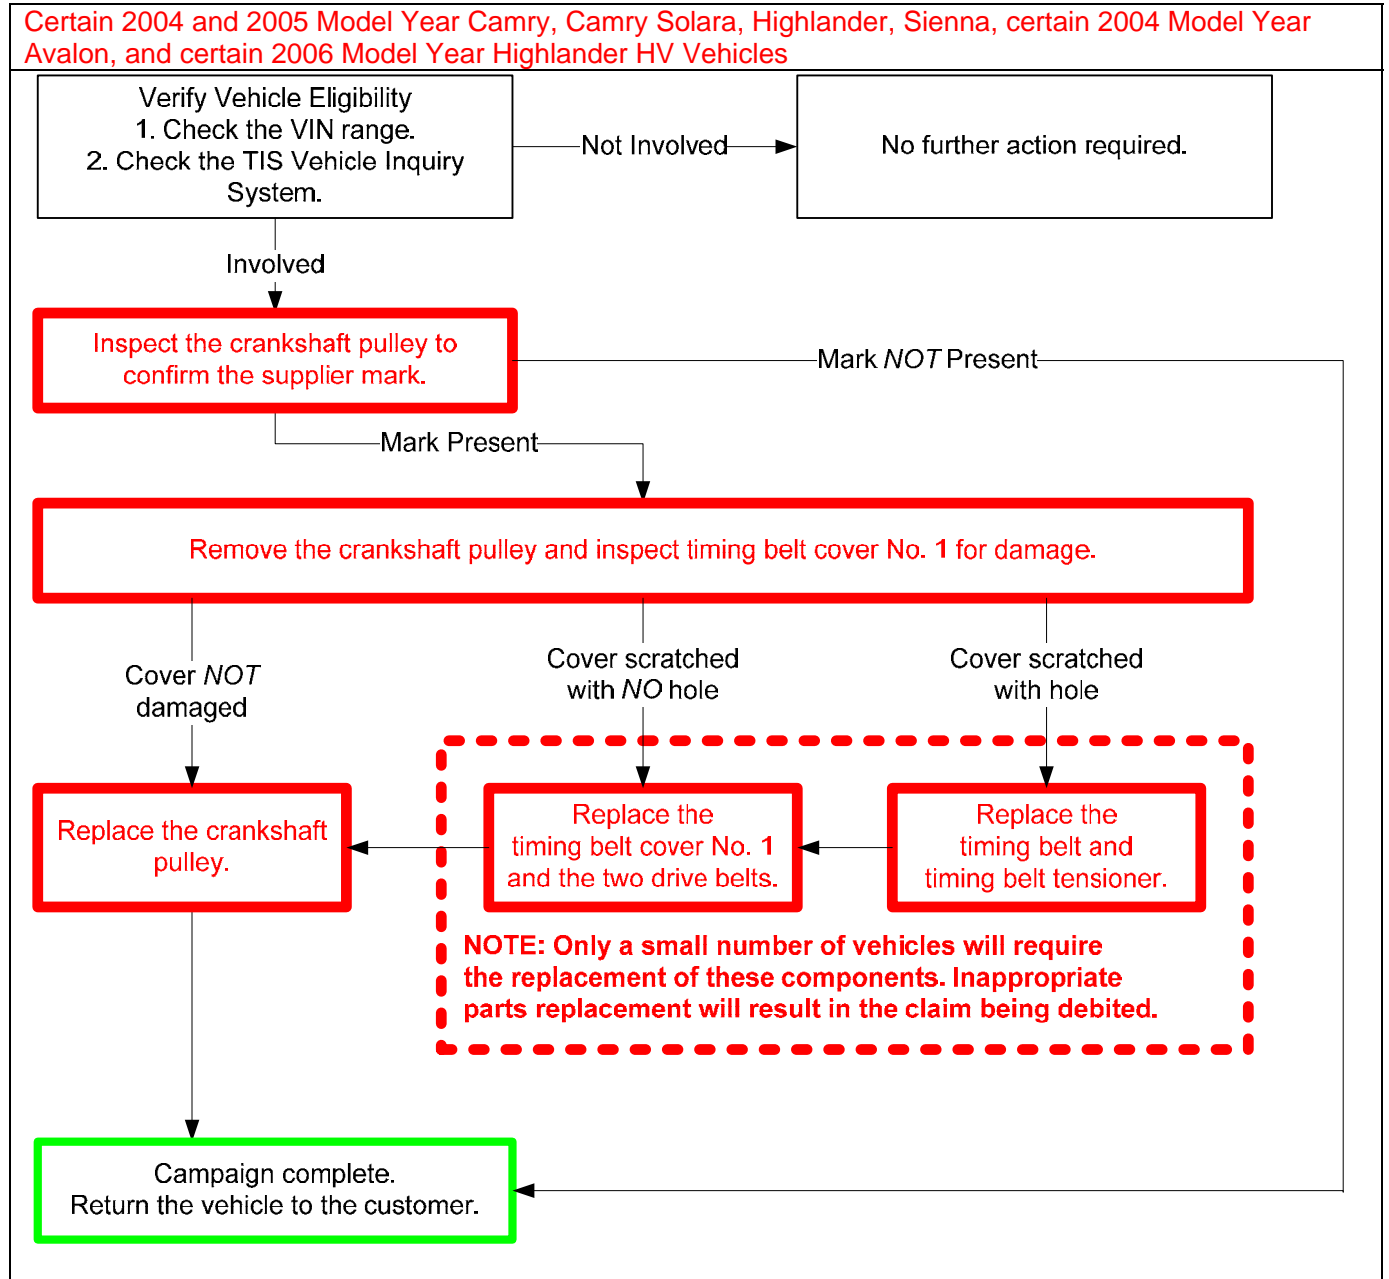 Certain 2004 and 2005 Model Year Camry, Camry Solara, Highlander, Sienna, certain 2004 Model Year
Avalon, and certain 2006 Model Year Highlander HV Vehicles
Verify Vehicle Eligibility
1. Check the VIN range.
2. Check the TIS Vehicle Inquiry
System.
Not Involved
No further action required.
Involved
Inspect the crankshaft pulley to
confirm the supplier mark.
Mark NOT Present
Mark Present
Remove the crankshaft pulley and inspect timing belt cover No. 1 for damage.
Cover NOT
damaged
Cover scratched
with NO hole
Cover scratched
with hole
Replace the crankshaft
pulley.
Replace the
timing belt cover No. 1
and the two drive belts.
Replace the
timing belt and
timing belt tensioner.
NOTE: Only a small number of vehicles will require
the replacement of these components. Inappropriate
parts replacement will result in the claim being debited.
Campaign complete.
Return the vehicle to the customer.